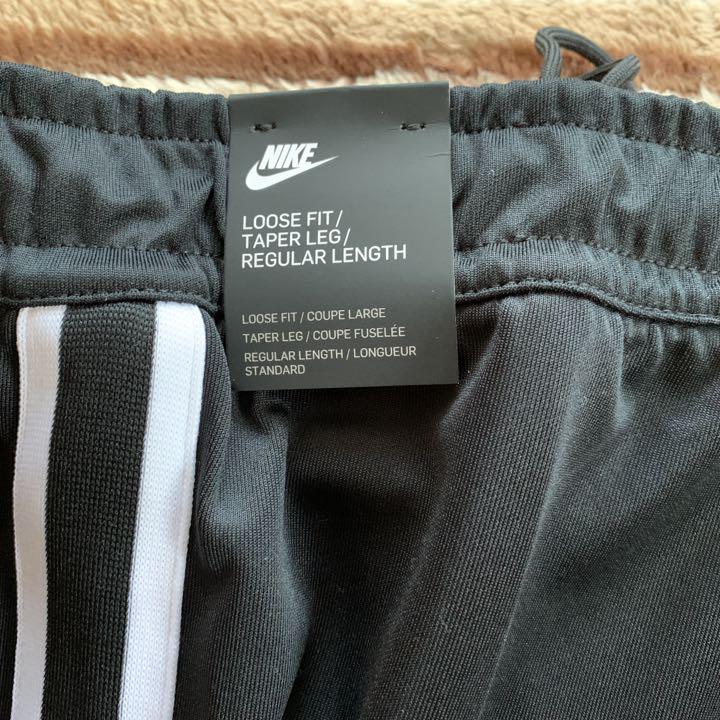 NIKE
LOOSE FIT/
TAPER LEG/
REGULAR LENGTH
LOOSE FIT / COUPE LARGE
TAPER LEG / COUPE FUSELÉE
REGULAR LENGTH / LONGUEUR
STANDARD